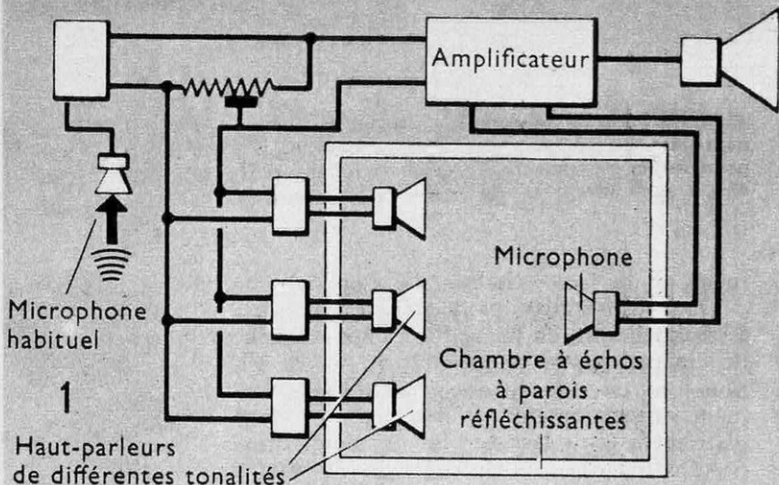 Amplificateur
Microphone
habituel
1
Microphone
Chambre à échos
à parois
réfléchissantes
Haut-parleurs
de différentes tonalités